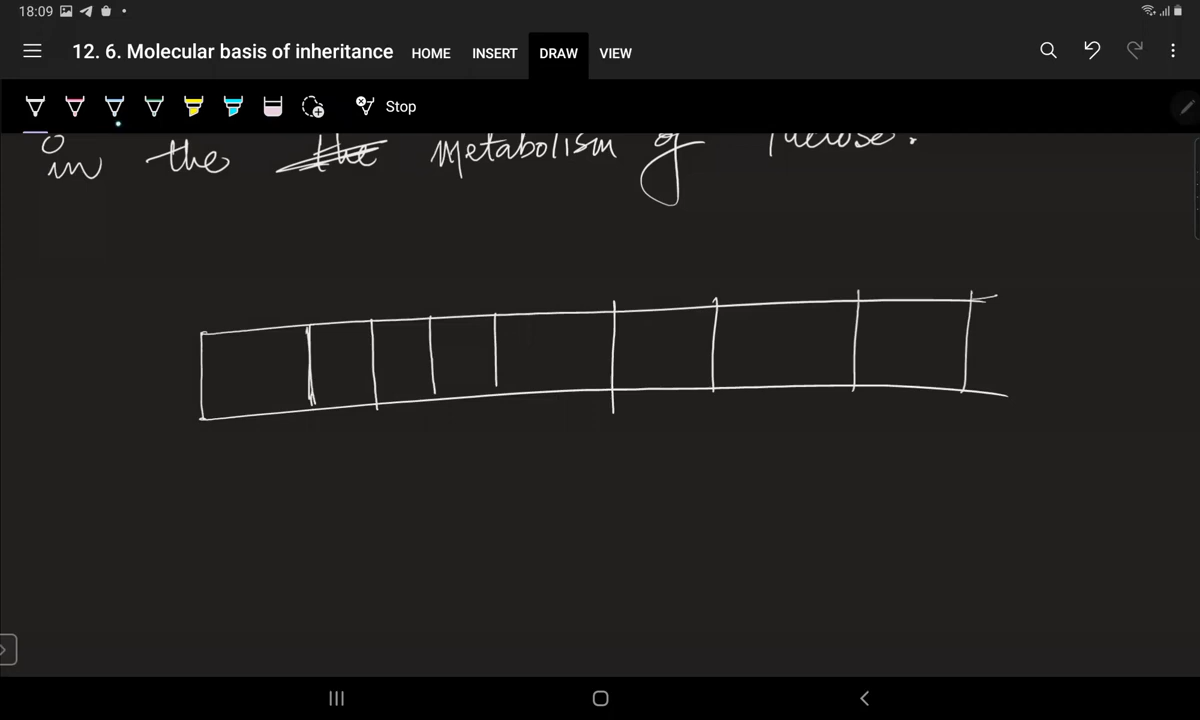 18:09
12. 6. Molecular basis of inheritance HOME INSERT DRAW VIEW
Stop
in the the Metabolism of